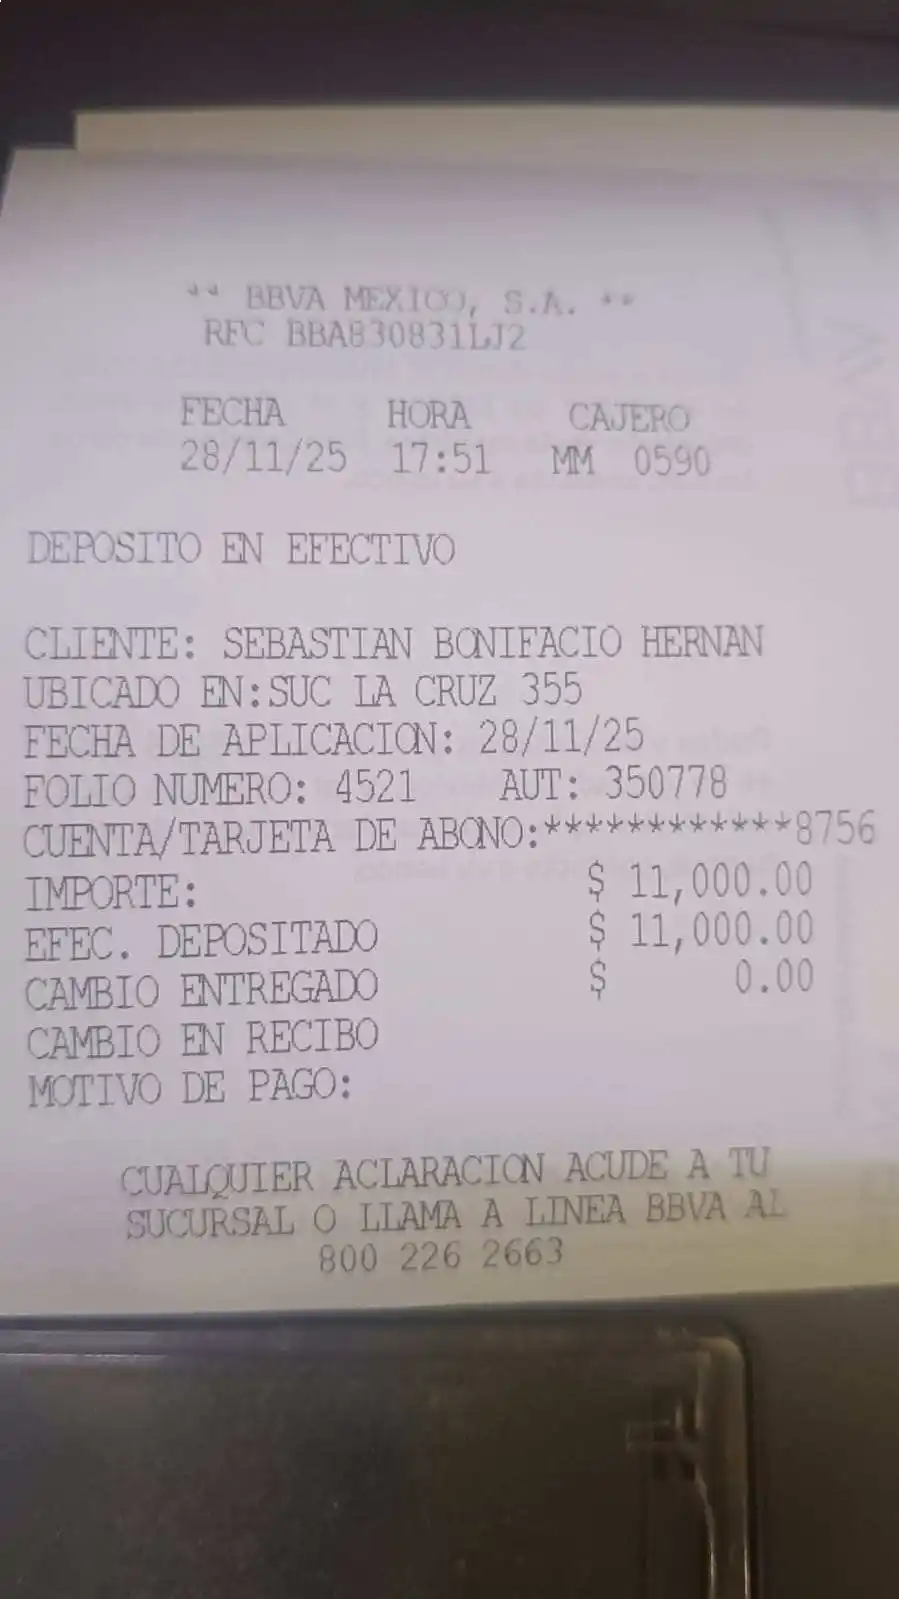 ** BBVA MEXICO, S.A. **
RFC BBA830831LJ2
FECHA HORA CAJERO
28/11/25 17:51 MM 0590
DEPOSITO EN EFECTIVO
CLIENTE: SEBASTIAN BONIFACIO HERNAN
UBICADO EN:SUC LA CRUZ 355
FECHA DE APLICACION: 28/11/25
FOLIO NUMERO: 4521 AUT: 350778
CUENTA/TARJETA DE ABONO:************8756
IMPORTE: $ 11,000.00
EFEC. DEPOSITADO $ 11,000.00
CAMBIO ENTREGADO $ 0.00
CAMBIO EN RECIBO
MOTIVO DE PAGO:
CUALQUIER ACLARACION ACUDE A TU
SUCURSAL O LLAMA A LINEA BBVA AL
800 226 2663